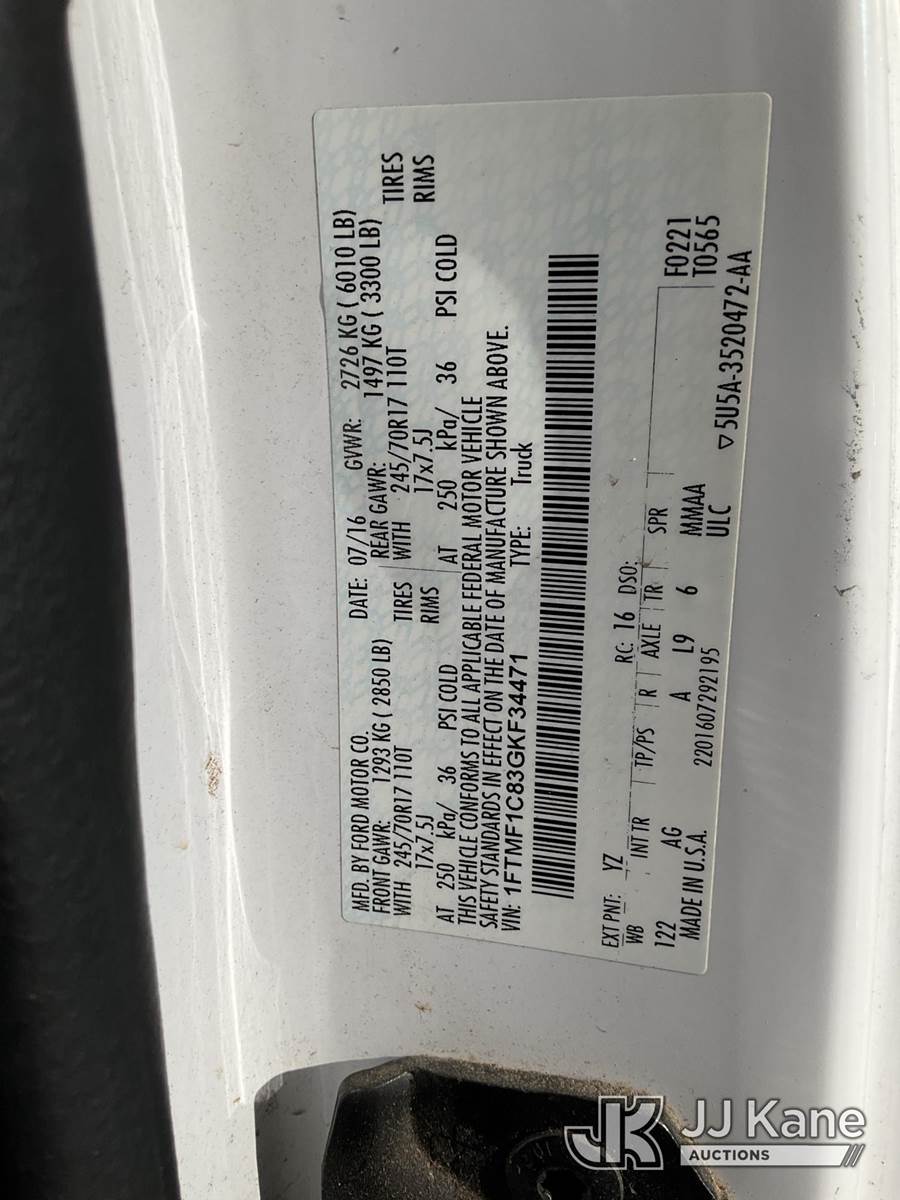 MFD. BY FORD MOTOR CO. DATE: 07/16 GVWR: 2726 KG ( 6010 LB)
FRONT GAWR: 1293 KG ( 2850 LB) REAR GAWR: 1497 KG ( 3300 LB)
WITH 245/70R17 110T TIRES WITH 245/70R17 110T TIRES
17x7.5J RIMS 17x7.5J RIMS
AT 250 kPa/ 36 PSI COLD AT 250 kPa/ 36 PSI COLD
THIS VEHICLE CONFORMS TO ALL APPLICABLE FEDERAL MOTOR VEHICLE
SAFETY STANDARDS IN EFFECT ON THE DATE OF MANUFACTURE SHOWN ABOVE.
VIN: 1FTMF1C83GKF34471 TYPE: Truck
EXT PNT: YZ RC: 16 DSO: F0221
WB INT TR TP/PS R AXLE TR SPR T0565
122 AG A L9 6 MMAA
MADE IN U.S.A. 2201607292195 ULC ▽5U5A-3520472-AA
JK JJ Kane
AUCTIONS